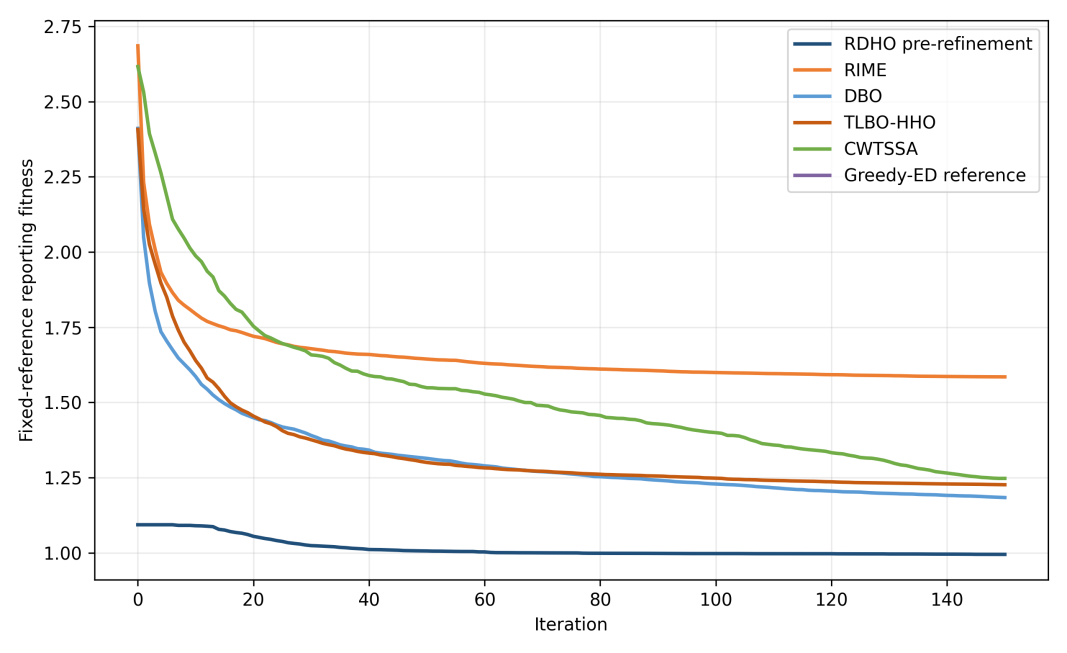 2.75
2.50
2.25
2.00
1.75
1.50
1.25
1.00
Fixed-reference reporting fitness
RDHO pre-refinement
RIME
DBO
TLBO-HHO
CWTSSA
Greedy-ED reference
0 20 40 60 80 100 120 140
Iteration